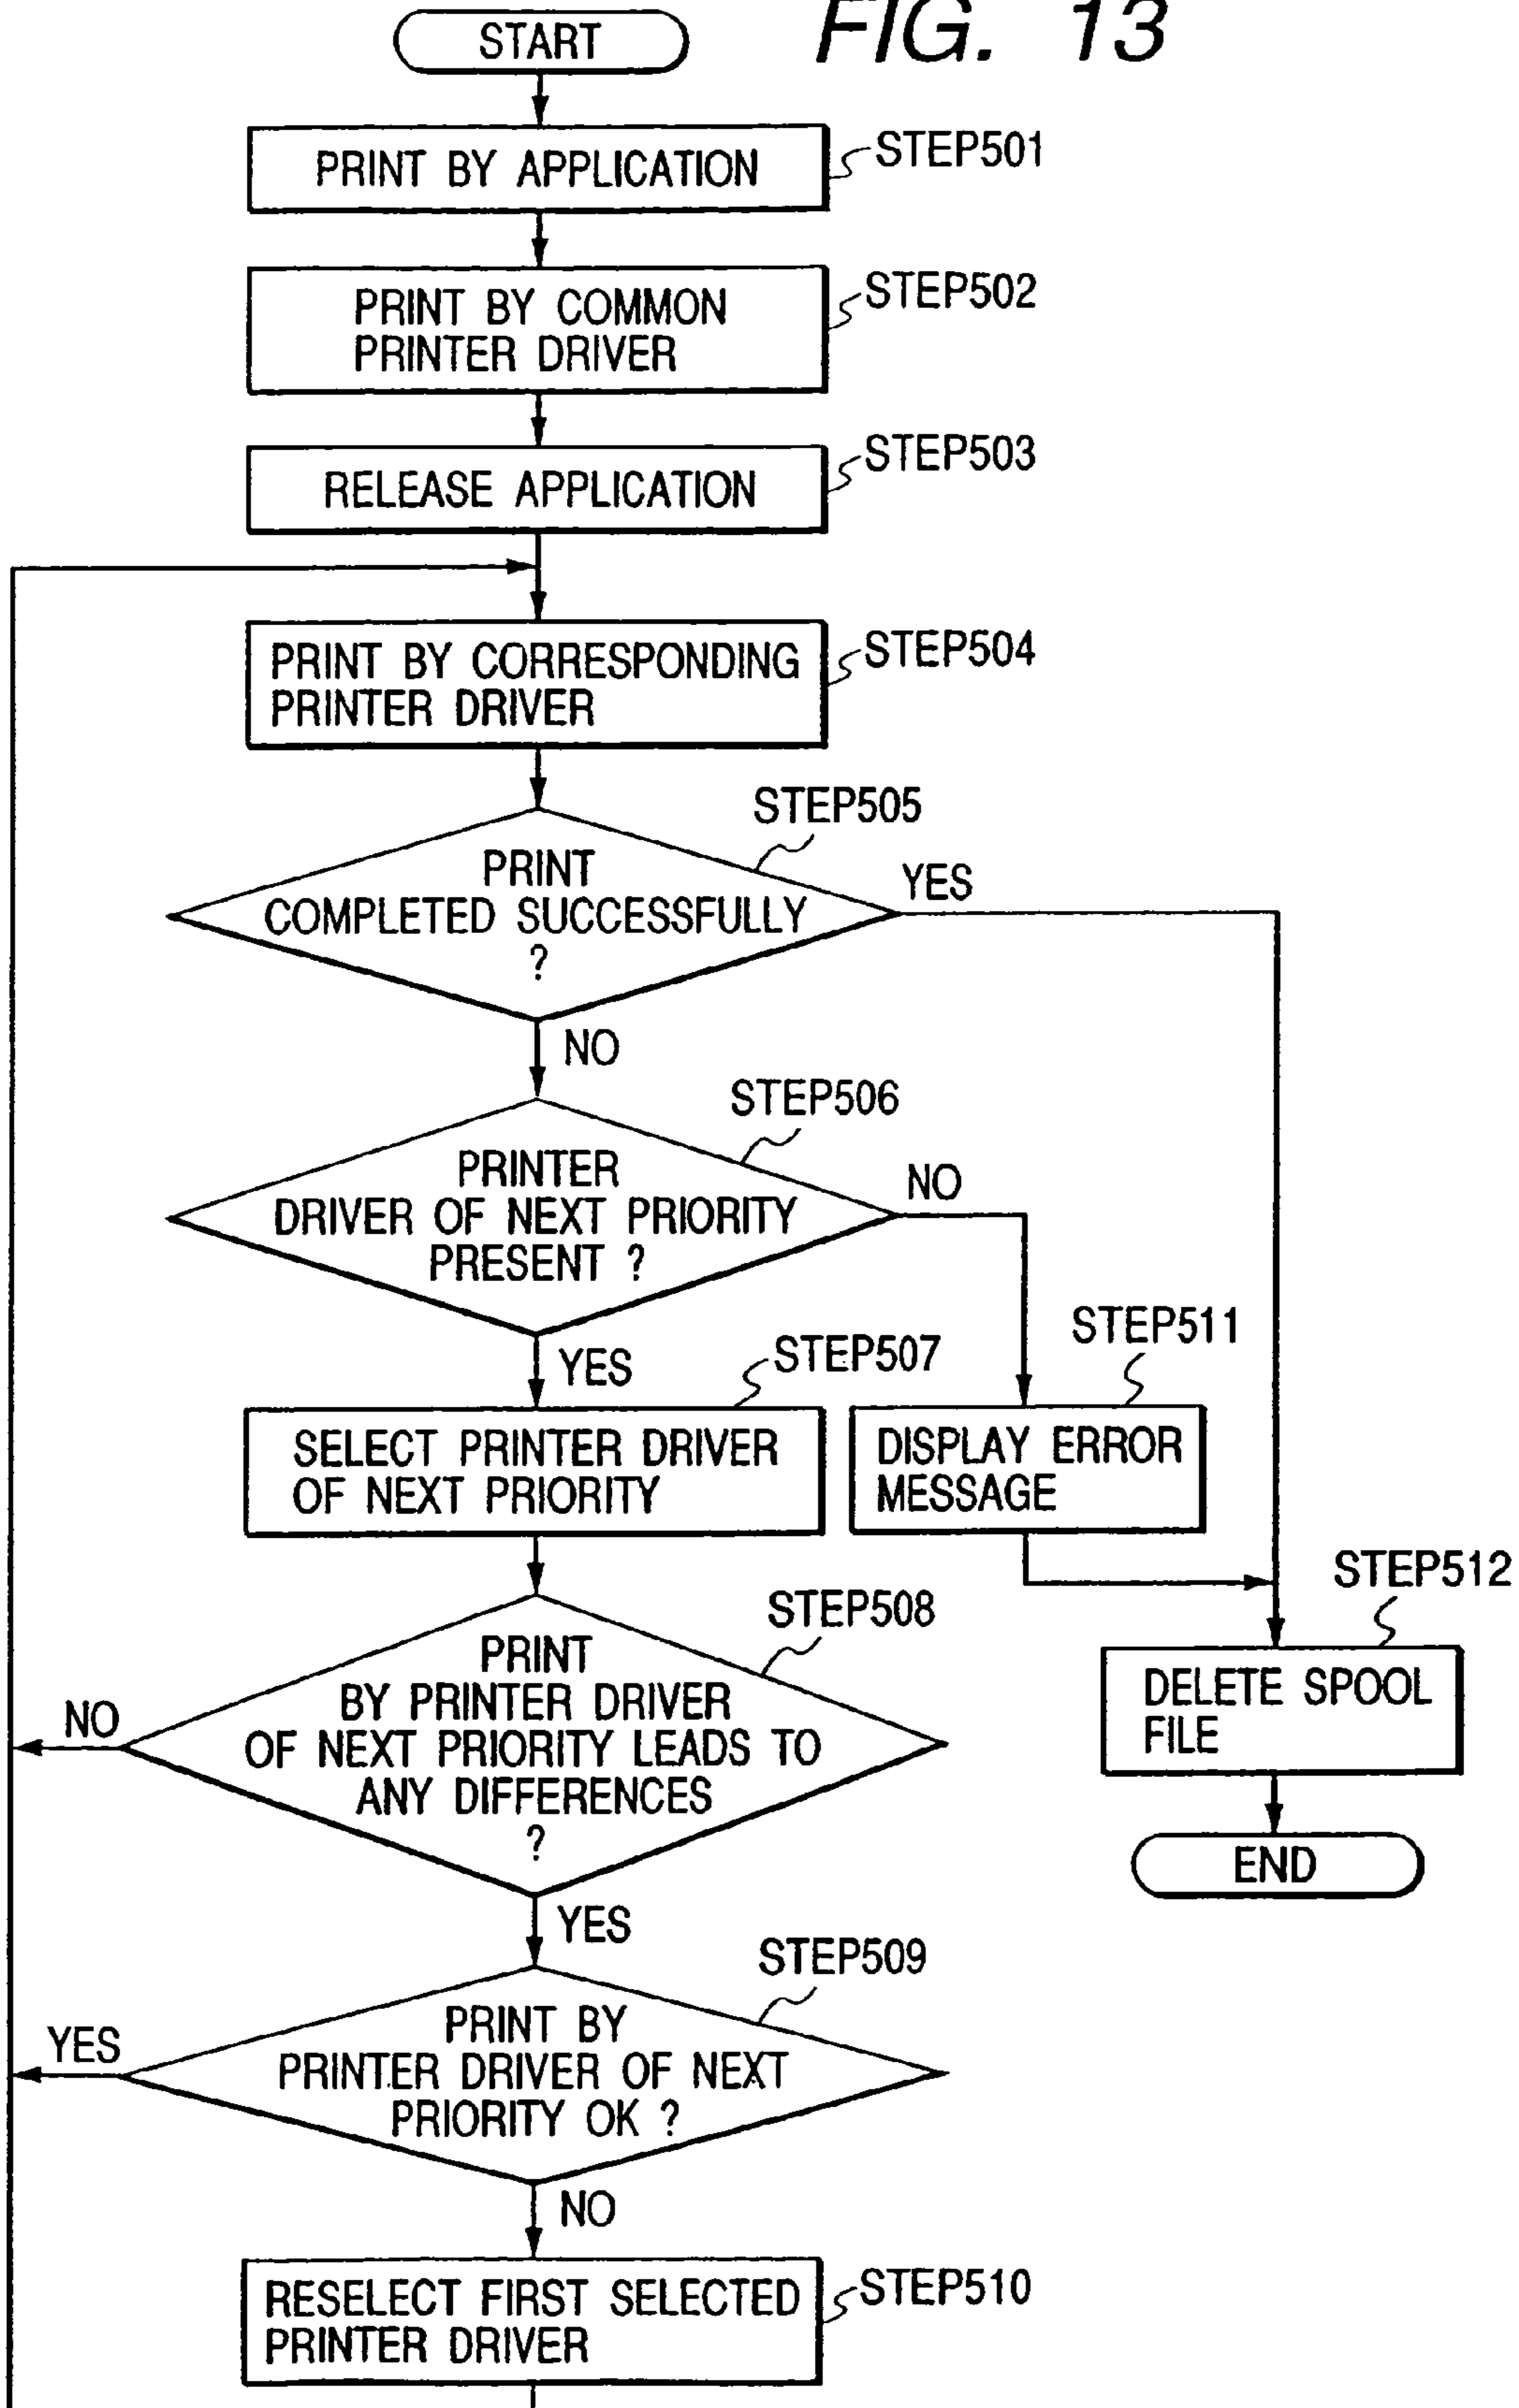 FIG. 13
START
PRINT BY APPLICATION
STEP501
PRINT BY COMMON
PRINTER DRIVER
STEP502
RELEASE APPLICATION
STEP503
PRINT BY CORRESPONDING
PRINTER DRIVER
STEP504
STEP505
PRINT
COMPLETED SUCCESSFULLY
?
YES
NO
STEP506
PRINTER
DRIVER OF NEXT PRIORITY
PRESENT ?
NO
YES
STEP507
SELECT PRINTER DRIVER
OF NEXT PRIORITY
STEP511
DISPLAY ERROR
MESSAGE
STEP508
PRINT
BY PRINTER DRIVER
OF NEXT PRIORITY LEADS TO
ANY DIFFERENCES
?
NO
YES
STEP512
DELETE SPOOL
FILE
END
STEP509
PRINT BY
PRINTER DRIVER OF NEXT
PRIORITY OK ?
YES
NO
RESELECT FIRST SELECTED
PRINTER DRIVER
STEP510